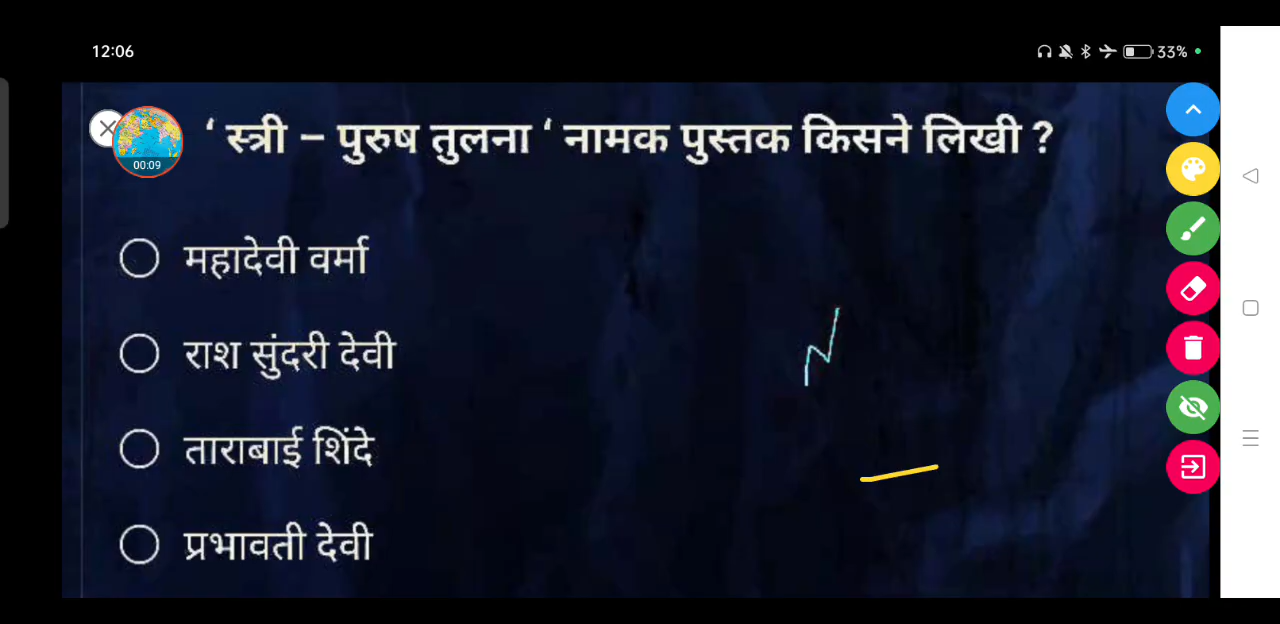 12:06
33%
00:09
‘ स्त्री – पुरुष तुलना ‘ नामक पुस्तक किसने लिखी ?
महादेवी वर्मा
राश सुंदरी देवी
ताराबाई शिंदे
प्रभावती देवी